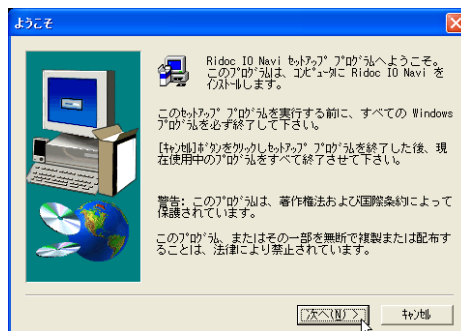 ようこそ
Ridoc IO Navi ｾｯﾄｱｯﾌﾟ ﾌﾟﾛｸﾞﾗﾑへようこそ。
このﾌﾟﾛｸﾞﾗﾑは、ｺﾝﾋﾟｭｰﾀに Ridoc IO Navi を
ｲﾝｽﾄｰﾙします。
このｾｯﾄｱｯﾌﾟ ﾌﾟﾛｸﾞﾗﾑを実行する前に、すべての Windows
ﾌﾟﾛｸﾞﾗﾑを必ず終了して下さい。
[ｷｬﾝｾﾙ]ﾎﾞﾀﾝをｸﾘｯｸしｾｯﾄｱｯﾌﾟ ﾌﾟﾛｸﾞﾗﾑを終了した後、現
在使用中のﾌﾟﾛｸﾞﾗﾑをすべて終了させて下さい。
警告: このﾌﾟﾛｸﾞﾗﾑは、著作権法および国際条約によって
保護されています。
このﾌﾟﾛｸﾞﾗﾑ、またはその一部を無断で複製または配布す
ることは、法律により禁止されています。
次へ(N) >
ｷｬﾝｾﾙ